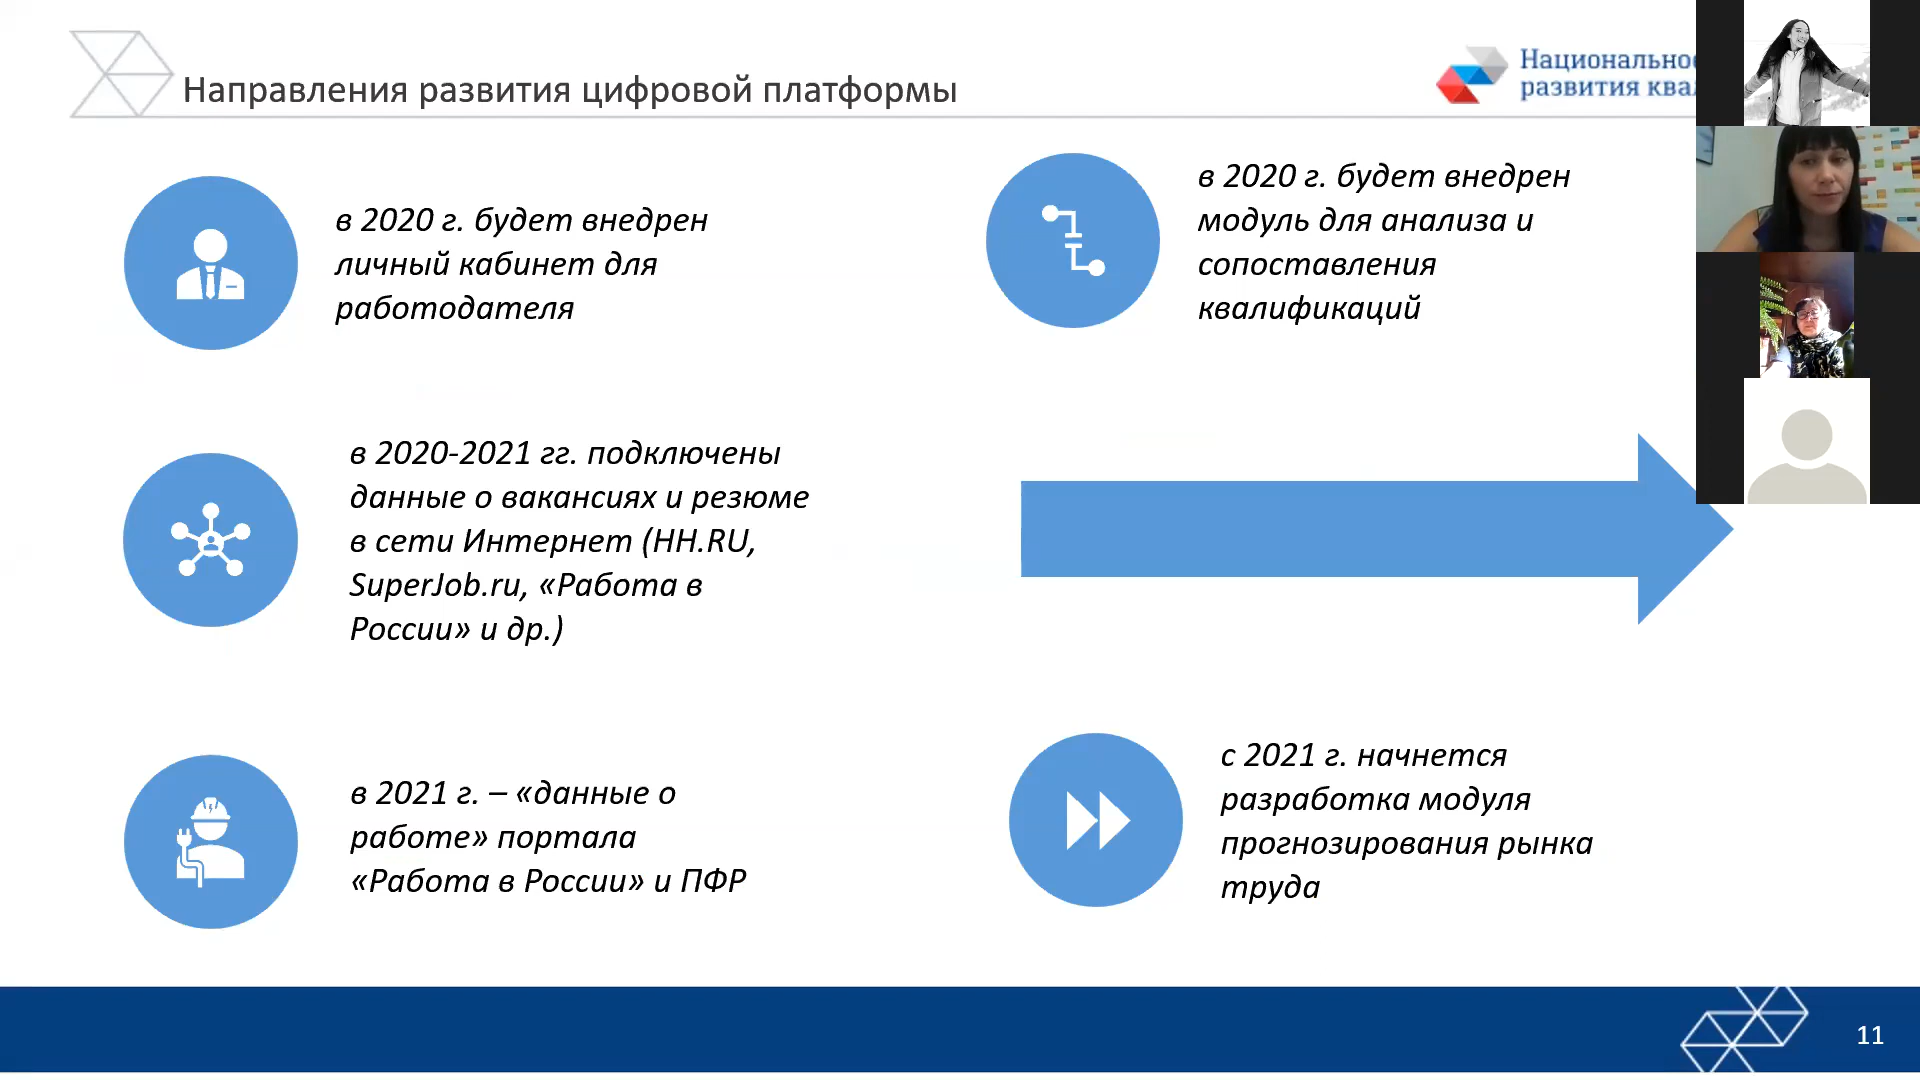 Направления развития цифровой платформы
Национальное
развития
в 2020 г. будет внедрен
личный кабинет для
работодателя
в 2020 г. будет внедрен
модуль для анализа и
сопоставления
квалификаций
в 2020-2021 гг. подключены
данные о вакансиях и резюме
в сети Интернет (HH.RU,
SuperJob.ru, «Работа в
России» и др.)
в 2021 г. – «данные о
работе» портала
«Работа в России» и ПФР
с 2021 г. начнется
разработка модуля
прогнозирования рынка
труда
11